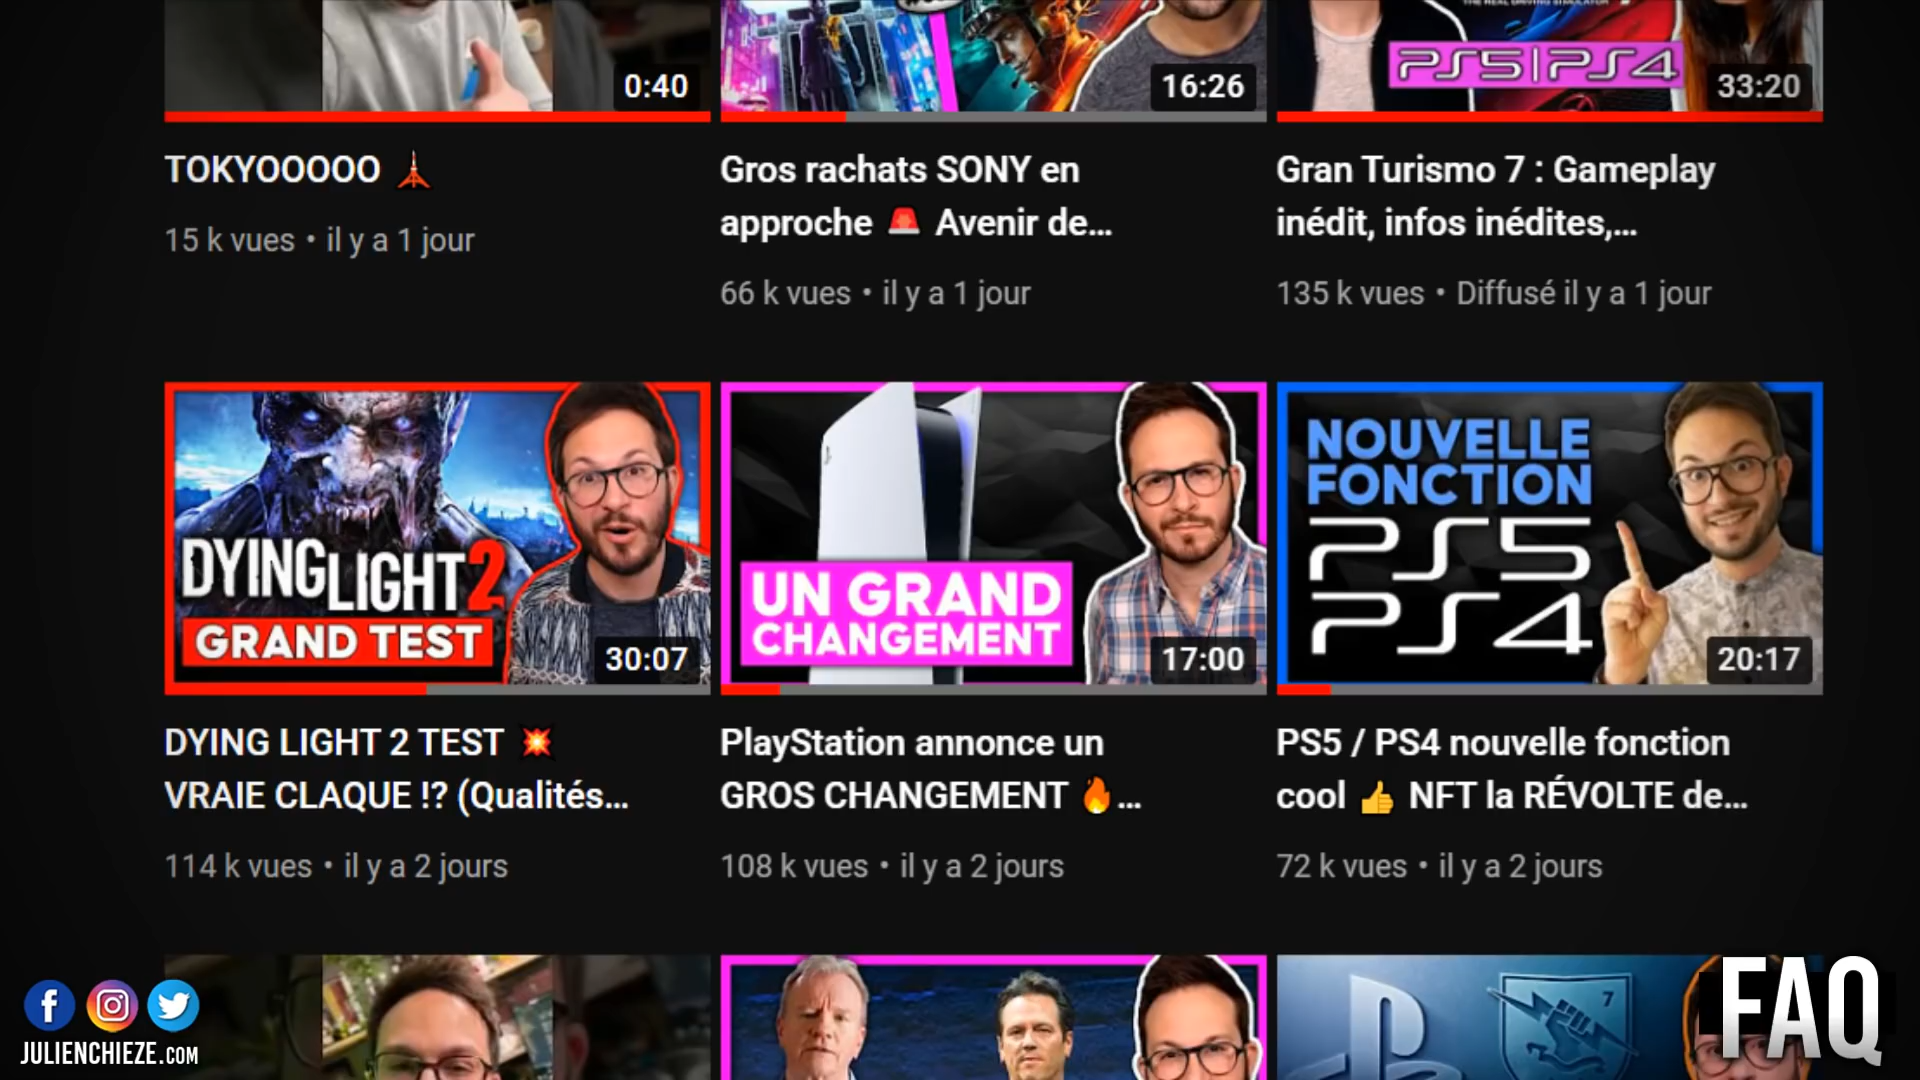 THE REAL DRIVING SIMULATOR
PS5|PS4
0:40
16:26
33:20
TOKYOOOOO 🗼
15 k vues • il y a 1 jour
Gros rachats SONY en
approche 🚨 Avenir de...
66 k vues • il y a 1 jour
Gran Turismo 7 : Gameplay
inédit, infos inédites,...
135 k vues • Diffusé il y a 1 jour
DYING LIGHT 2
GRAND TEST
30:07
UN GRAND
CHANGEMENT
17:00
NOUVELLE
FONCTION
PS5
PS4
20:17
DYING LIGHT 2 TEST 💥
VRAIE CLAQUE !? (Qualités...
114 k vues • il y a 2 jours
PlayStation annonce un
GROS CHANGEMENT 🔥...
108 k vues • il y a 2 jours
PS5 / PS4 nouvelle fonction
cool 👍 NFT la RÉVOLTE de...
72 k vues • il y a 2 jours
7
JULIENCHIEZE.COM
FAQ